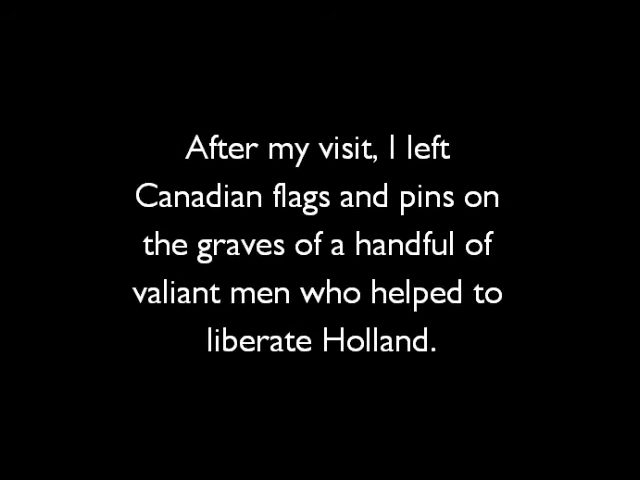 After my visit, I left
Canadian flags and pins on
the graves of a handful of
valiant men who helped to
liberate Holland.